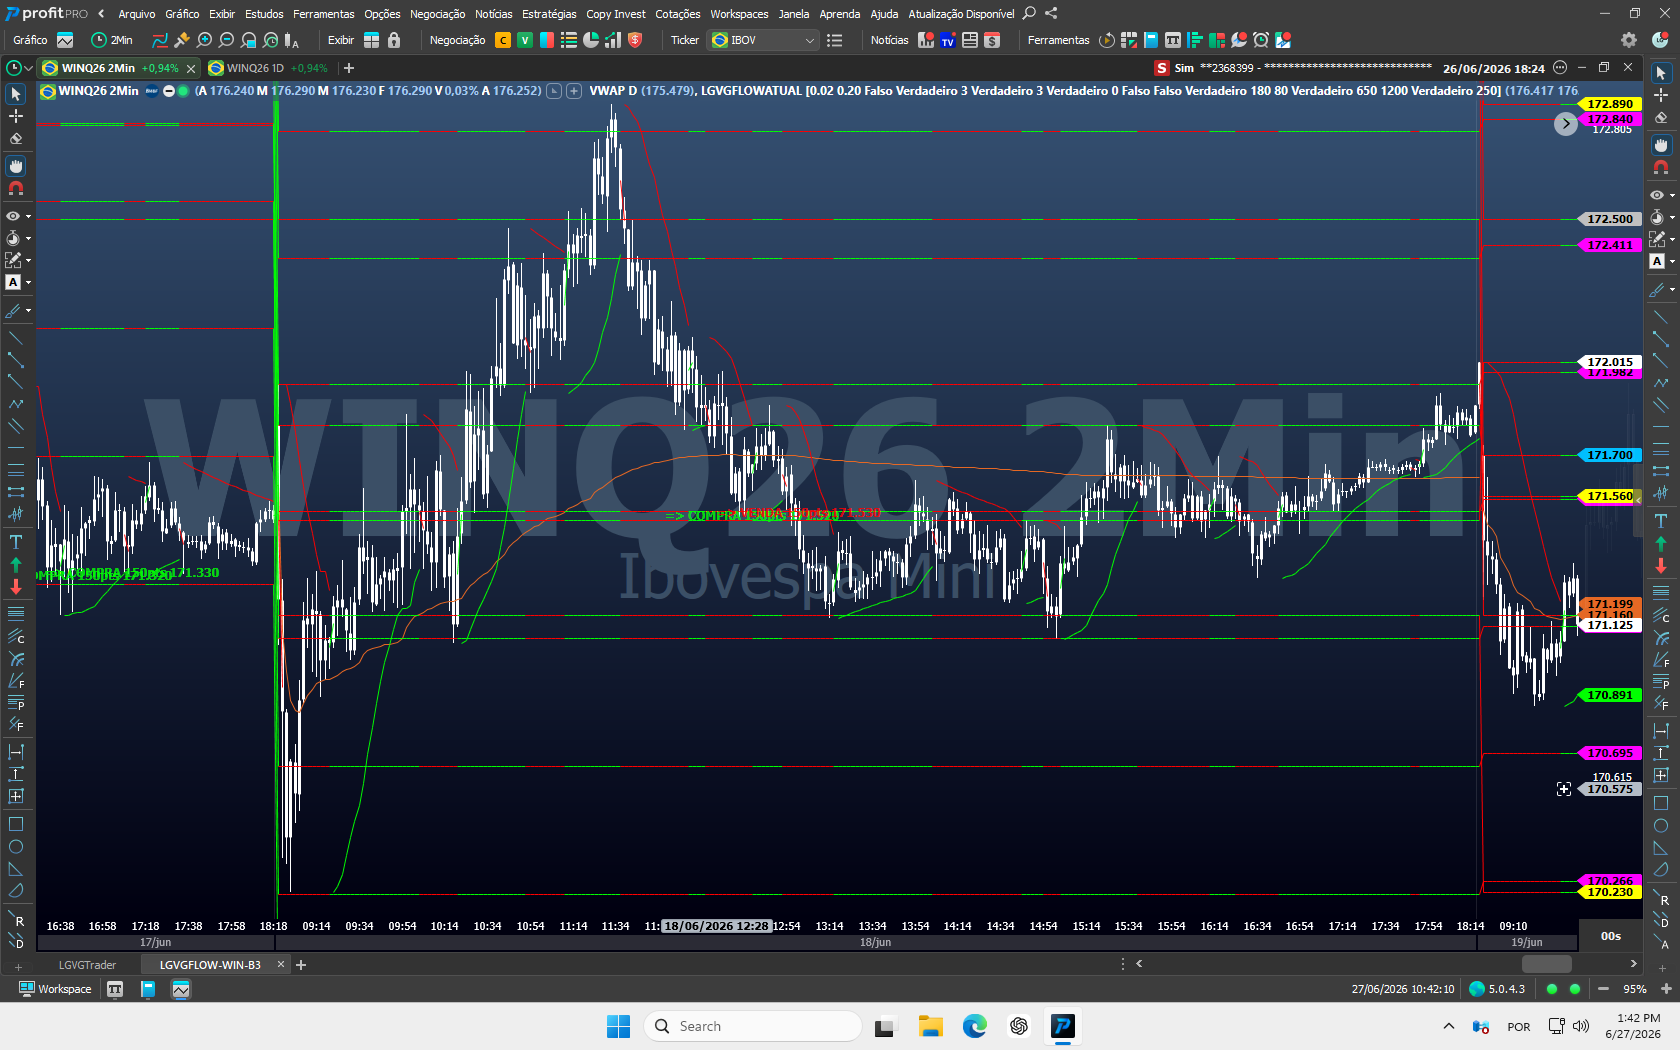 profitPRO
Arquivo Gráfico Exibir Estudos Ferramentas Opções Negociação Notícias Estratégias Copy Invest Cotações Workspaces Janela Aprenda Ajuda Atualização Disponível
Gráfico 2Min Exibir Negociação C V Ticker IBOV Notícias TV Ferramentas
WINQ26 2Min +0,94% WINQ26 1D +0,94% S Sim **2368399 - ****************************** 26/06/2026 18:24
WINQ26 2Min (A 176.240 M 176.290 M 176.230 F 176.290 V 0,03% A 176.252) VWAP D (175.479), LGVGFLOWATUAL [0.02 0.20 Falso Verdadeiro 3 Verdadeiro 3 Verdadeiro 0 Falso Falso Verdadeiro 180 80 Verdadeiro 650 1200 Verdadeiro 250] (176.417 176
172.890
172.840
172.805
172.500
172.411
172.015
171.982
171.700
171.560
171.199
171.160
171.125
170.891
170.695
170.615
170.575
170.266
170.230
WINQ26 2Min
Ibovespa Mini
=> COMPRA 150pts 171.520
COMPRA 171.330
16:38 16:58 17:18 17:38 17:58 18:18 09:14 09:34 09:54 10:14 10:34 10:54 11:14 11:34 18/06/2026 12:28 12:54 13:14 13:34 13:54 14:14 14:34 14:54 15:14 15:34 15:54 16:14 16:34 16:54 17:14 17:34 17:54 18:14 09:10
17/jun 18/jun 19/jun 00s
LGVGTrader LGVGFLOW-WIN-B3
Workspace 27/06/2026 10:42:10 5.0.4.3 95%
Search POR 1:42 PM
6/27/2026